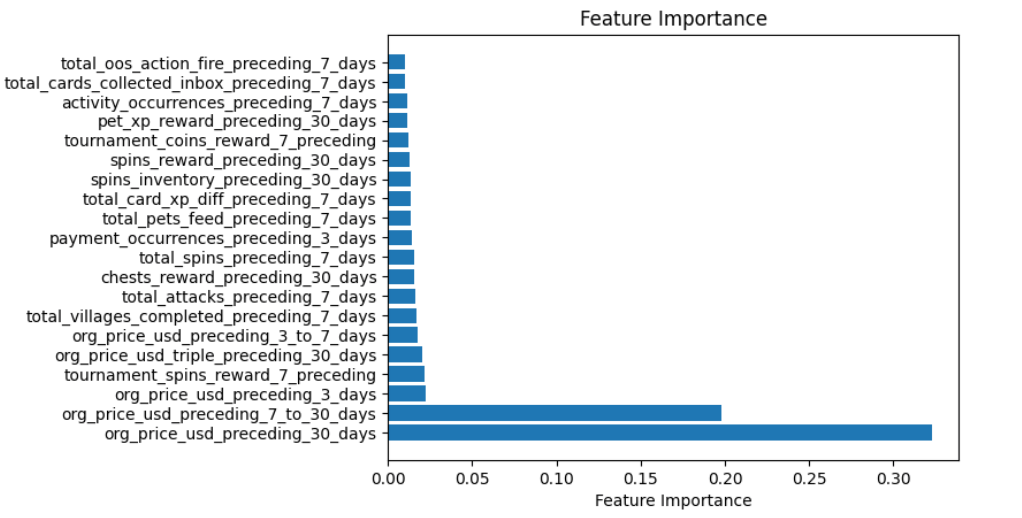 Feature Importance
total_oos_action_fire_preceding_7_days
total_cards_collected_inbox_preceding_7_days
activity_occurrences_preceding_7_days
pet_xp_reward_preceding_30_days
tournament_coins_reward_7_preceding
spins_reward_preceding_30_days
spins_inventory_preceding_30_days
total_card_xp_diff_preceding_7_days
total_pets_feed_preceding_7_days
payment_occurrences_preceding_3_days
total_spins_preceding_7_days
chests_reward_preceding_30_days
total_attacks_preceding_7_days
total_villages_completed_preceding_7_days
org_price_usd_preceding_3_to_7_days
org_price_usd_triple_preceding_30_days
tournament_spins_reward_7_preceding
org_price_usd_preceding_3_days
org_price_usd_preceding_7_to_30_days
org_price_usd_preceding_30_days
0.00 0.05 0.10 0.15 0.20 0.25 0.30
Feature Importance